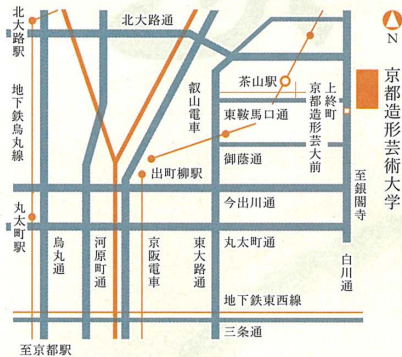 北大路通
北大路駅
N
京都造形芸術大学
茶山駅
上終町
京都造形芸大前
叡山電車
地下鉄烏丸線
東鞍馬口通
御蔭通
出町柳駅
至銀閣寺
今出川通
丸太町駅
烏丸通
河原町通
京阪電車
東大路通
丸太町通
白川通
地下鉄東西線
三条通
至京都駅